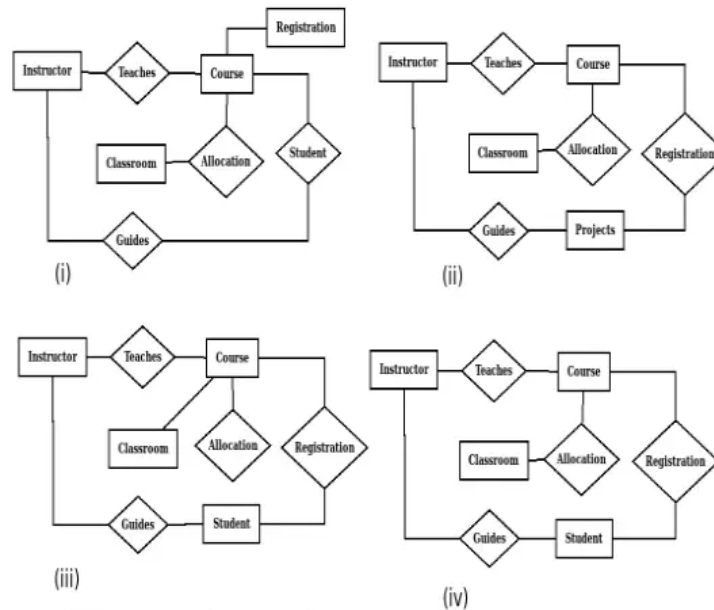 Registration
Instructor
Teaches
Course
Classroom
Allocation
Student
Guides
(i)
Instructor
Teaches
Course
Classroom
Allocation
Registration
Guides
Projects
(ii)
Instructor
Teaches
Course
Classroom
Allocation
Registration
Guides
Student
(iii)
Instructor
Teaches
Course
Classroom
Allocation
Registration
Guides
Student
(iv)